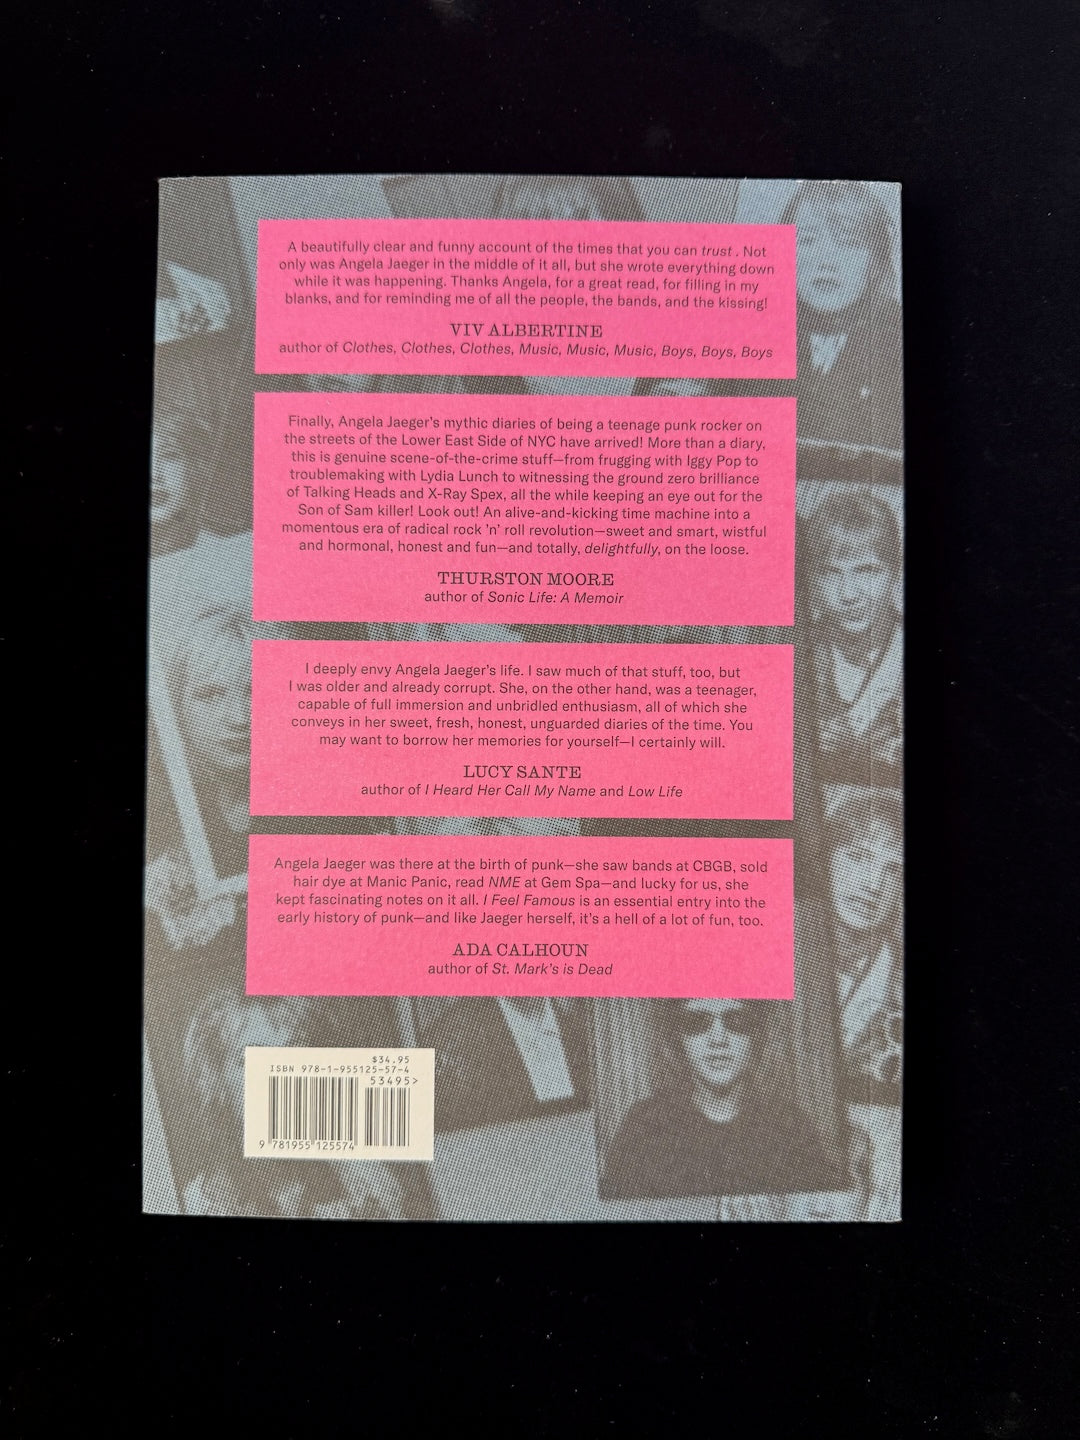 A beautifully clear and funny account of the times that you can trust . Not
only was Angela Jaeger in the middle of it all, but she wrote everything down
while it was happening. Thanks Angela, for a great read, for filling in my
blanks, and for reminding me of all the people, the bands, and the kissing!
VIV ALBERTINE
author of Clothes, Clothes, Clothes, Music, Music, Music, Boys, Boys, Boys
Finally, Angela Jaeger's mythic diaries of being a teenage punk rocker on
the streets of the Lower East Side of NYC have arrived! More than a diary,
this is genuine scene-of-the-crime stuff—from frugging with Iggy Pop to
troublemaking with Lydia Lunch to witnessing the ground zero brilliance
of Talking Heads and X-Ray Spex, all the while keeping an eye out for the
Son of Sam killer! Look out! An alive-and-kicking time machine into a
momentous era of radical rock 'n' roll revolution—sweet and smart, wistful
and hormonal, honest and fun—and totally, delightfully, on the loose.
THURSTON MOORE
author of Sonic Life: A Memoir
I deeply envy Angela Jaeger's life. I saw much of that stuff, too, but
I was older and already corrupt. She, on the other hand, was a teenager,
capable of full immersion and unbridled enthusiasm, all of which she
conveys in her sweet, fresh, honest, unguarded diaries of the time. You
may want to borrow her memories for yourself—I certainly will.
LUCY SANTE
author of I Heard Her Call My Name and Low Life
Angela Jaeger was there at the birth of punk—she saw bands at CBGB, sold
hair dye at Manic Panic, read NME at Gem Spa—and lucky for us, she
kept fascinating notes on it all. I Feel Famous is an essential entry into the
early history of punk—and like Jaeger herself, it's a hell of a lot of fun, too.
ADA CALHOUN
author of St. Mark's is Dead
$34.95
ISBN 978-1-955125-57-4
53495>
9 781955 125574